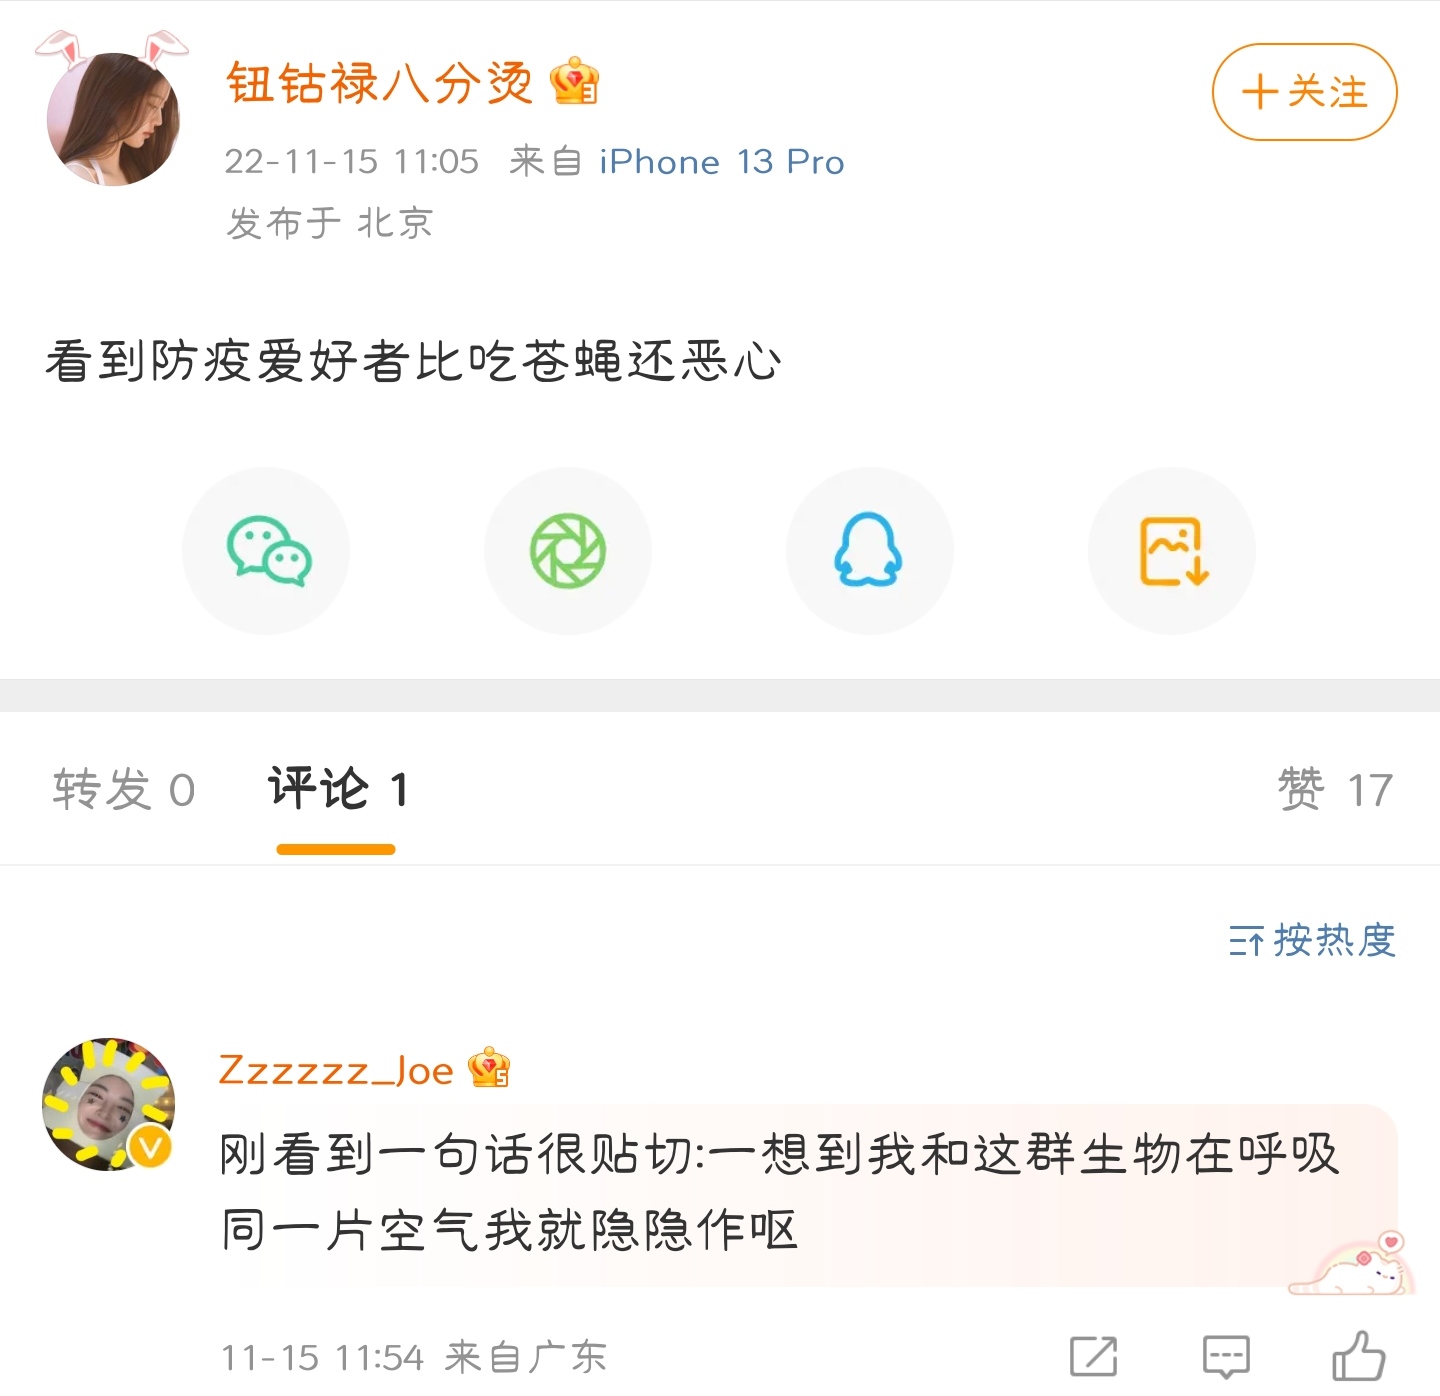 钮钴禄八分烫
3
+关注
22-11-15 11:05 来自 iPhone 13 Pro
发布于 北京
看到防疫爱好者比吃苍蝇还恶心
转发 0 评论 1 赞 17
按热度
Zzzzzz_Joe
5
刚看到一句话很贴切:一想到我和这群生物在呼吸
同一片空气我就隐隐作呕
11-15 11:54 来自广东